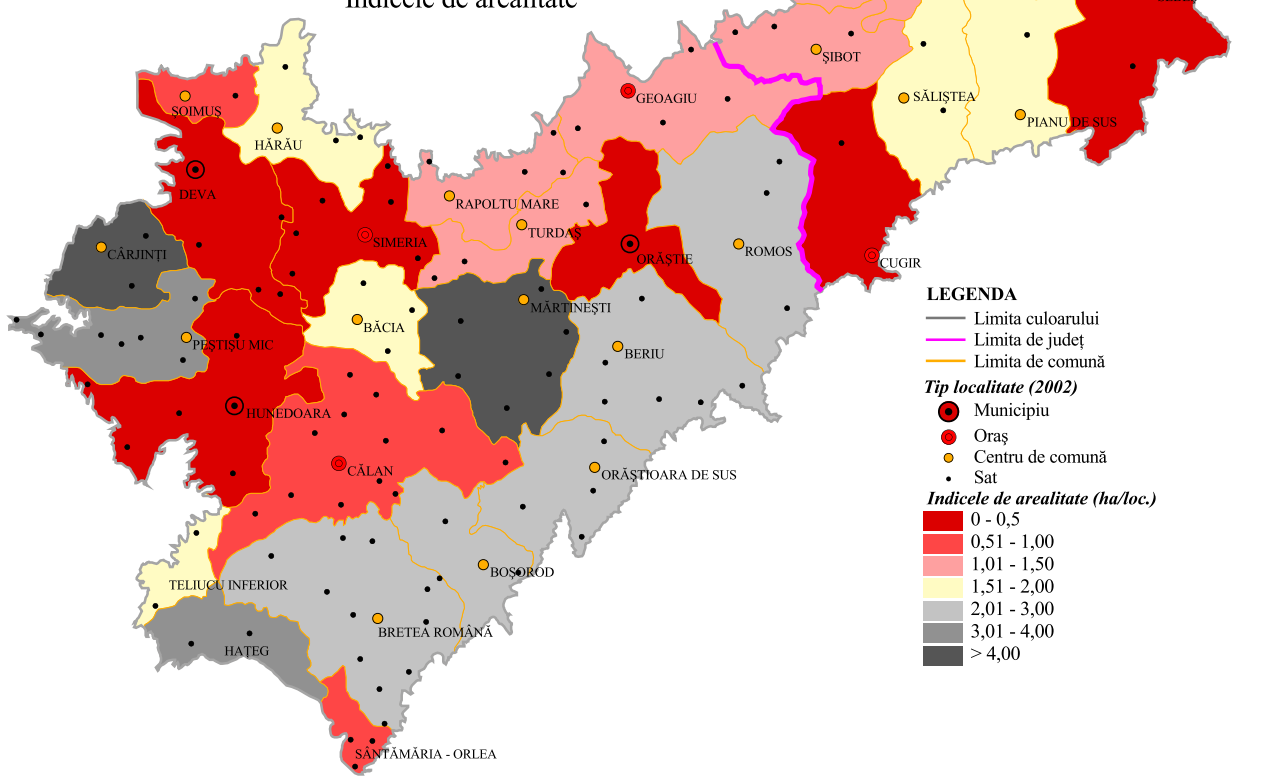 Indicele de arealitate
ŞIBOT
GEOAGIU
SĂLIŞTEA
ŞOIMUŞ
PIANU DE SUS
HĂRĂU
DEVA
RAPOLTU MARE
TURDAŞ
SIMERIA
CÂRJINŢI
ROMOS
ORĂŞTIE
CUGIR
MĂRTINEŞTI
BĂCIA
PEŞTIŞU MIC
BERIU
HUNEDOARA
CĂLAN
ORĂŞTIOARA DE SUS
BOŞOROD
TELIUCU INFERIOR
BRETEA ROMÂNĂ
HAŢEG
SÂNTĂMĂRIA - ORLEA
LEGENDA
Limita culoarului
Limita de judeţ
Limita de comună
Tip localitate (2002)
Municipiu
Oraş
Centru de comună
Sat
Indicele de arealitate (ha/loc.)
0 - 0,5
0,51 - 1,00
1,01 - 1,50
1,51 - 2,00
2,01 - 3,00
3,01 - 4,00
> 4,00